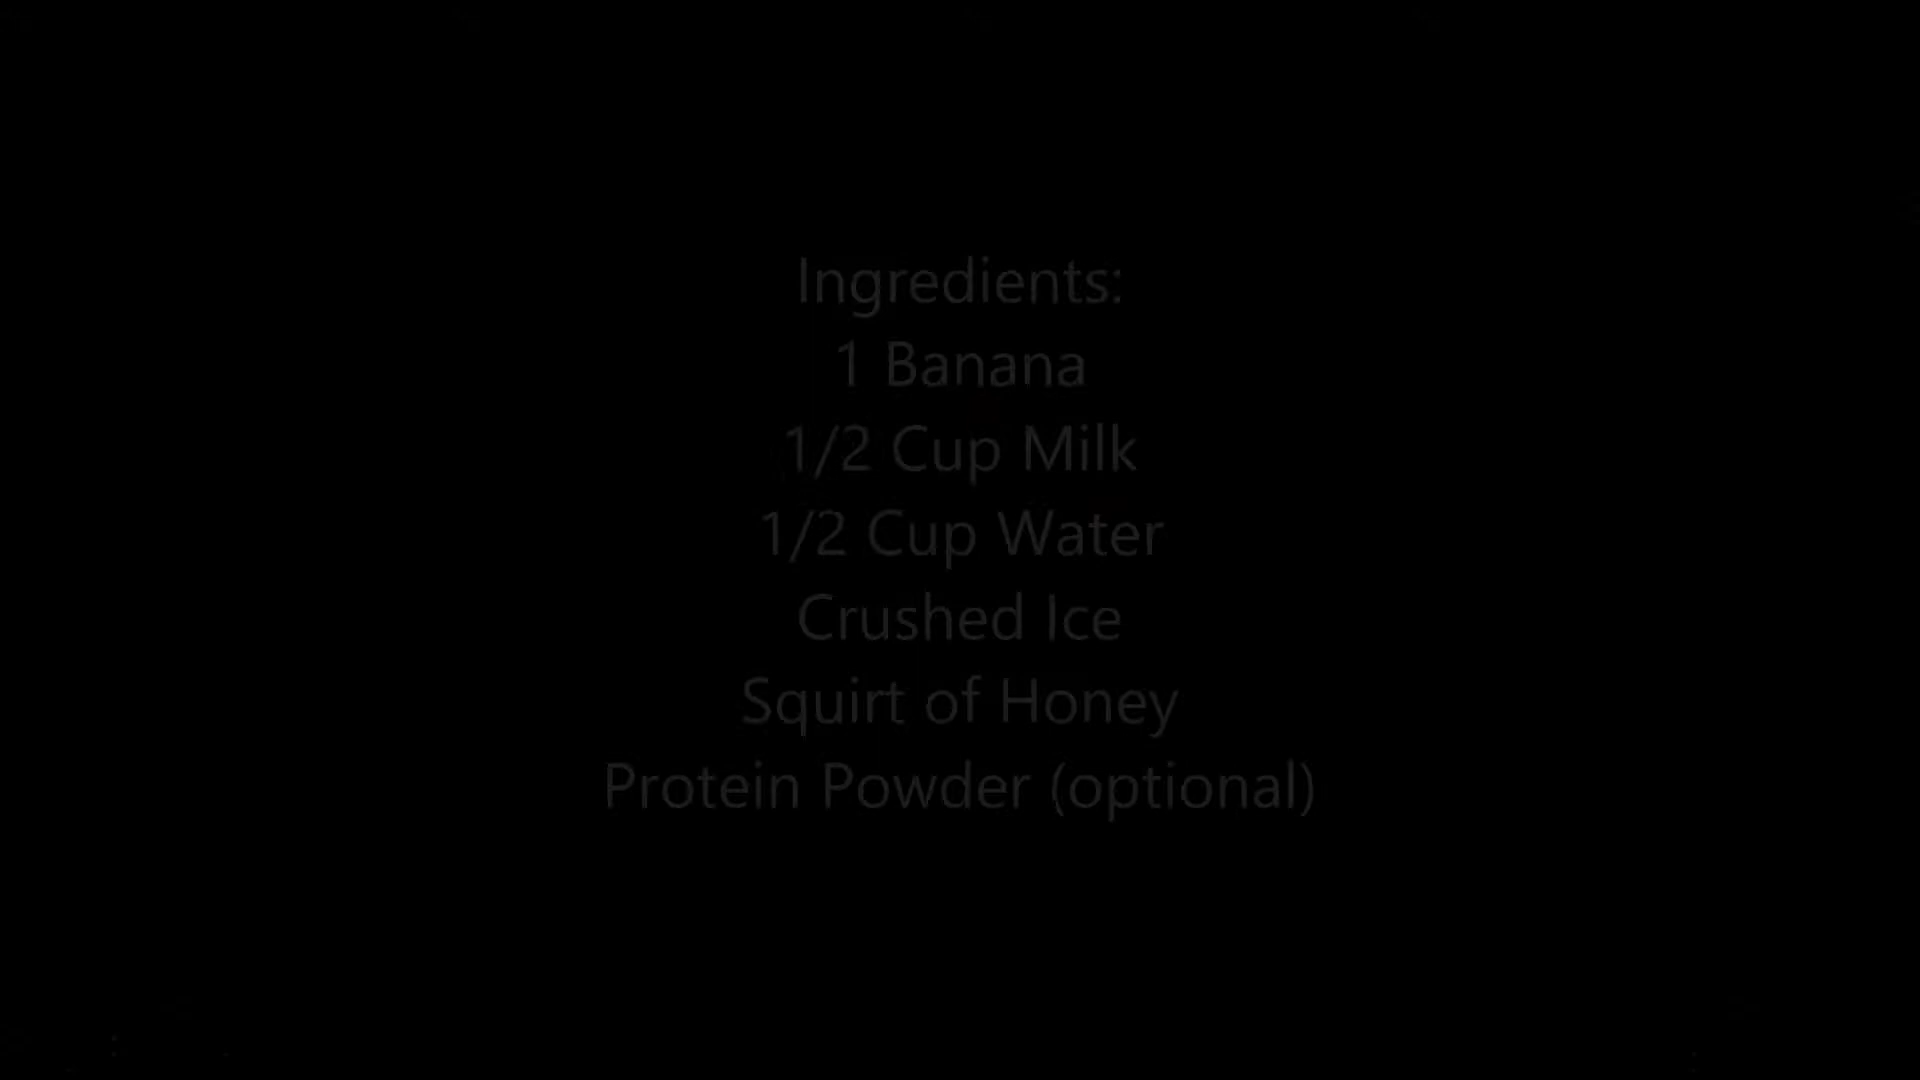 Ingredients:
1 Banana
1/2 Cup Milk
1/2 Cup Water
Crushed Ice
Squirt of Honey
Protein Powder (optional)